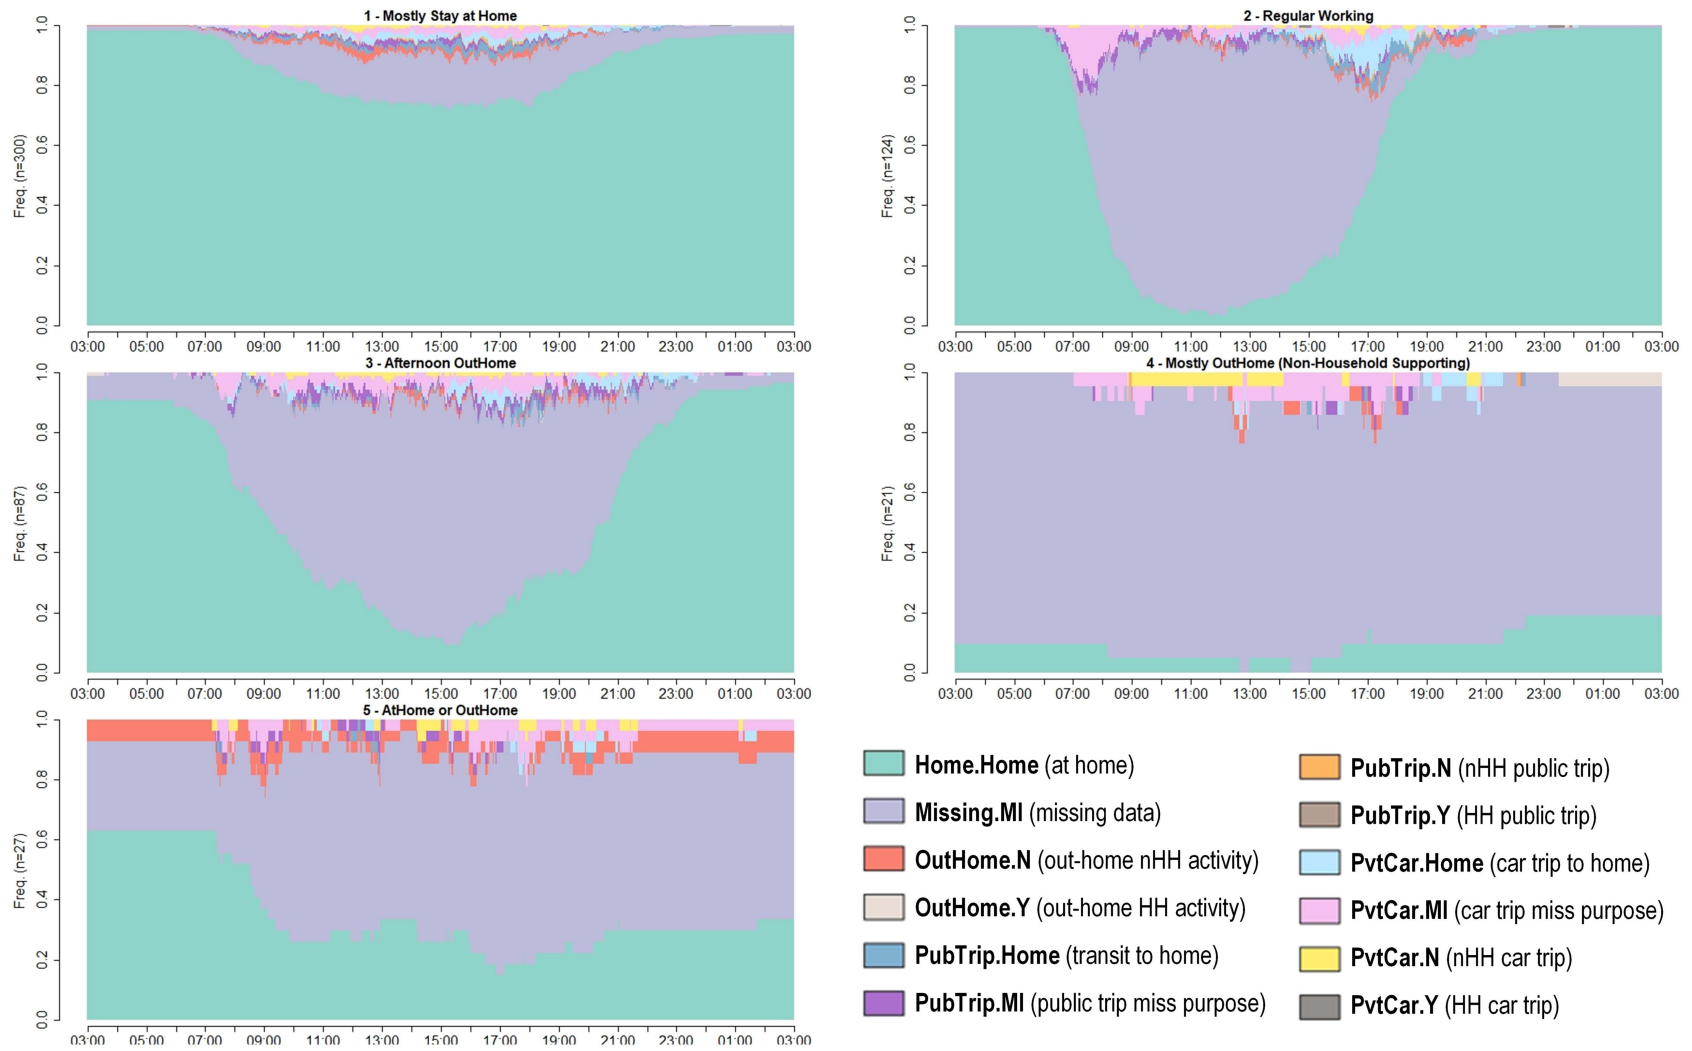 1 - Mostly Stay at Home
Freq. (n=300)
0.0 0.2 0.4 0.6 0.8 1.0
03:00 05:00 07:00 09:00 11:00 13:00 15:00 17:00 19:00 21:00 23:00 01:00 03:00
2 - Regular Working
Freq. (n=124)
0.0 0.2 0.4 0.6 0.8 1.0
03:00 05:00 07:00 09:00 11:00 13:00 15:00 17:00 19:00 21:00 23:00 01:00 03:00
3 - Afternoon OutHome
Freq. (n=87)
0.0 0.2 0.4 0.6 0.8 1.0
03:00 05:00 07:00 09:00 11:00 13:00 15:00 17:00 19:00 21:00 23:00 01:00 03:00
4 - Mostly OutHome (Non-Household Supporting)
Freq. (n=21)
0.0 0.2 0.4 0.6 0.8 1.0
03:00 05:00 07:00 09:00 11:00 13:00 15:00 17:00 19:00 21:00 23:00 01:00 03:00
5 - AtHome or OutHome
Freq. (n=27)
0.0 0.2 0.4 0.6 0.8 1.0
03:00 05:00 07:00 09:00 11:00 13:00 15:00 17:00 19:00 21:00 23:00 01:00 03:00
Home.Home (at home)
Missing.MI (missing data)
OutHome.N (out-home nHH activity)
OutHome.Y (out-home HH activity)
PubTrip.Home (transit to home)
PubTrip.MI (public trip miss purpose)
PubTrip.N (nHH public trip)
PubTrip.Y (HH public trip)
PvtCar.Home (car trip to home)
PvtCar.MI (car trip miss purpose)
PvtCar.N (nHH car trip)
PvtCar.Y (HH car trip)